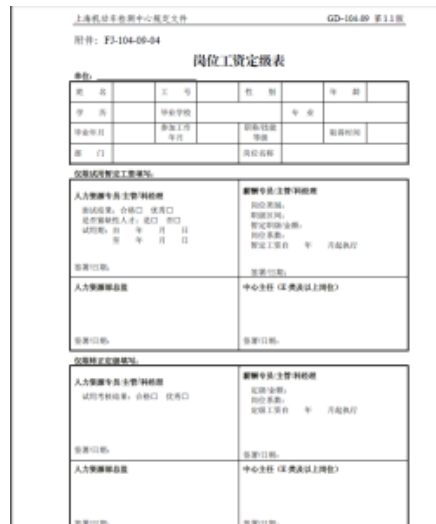 上海机动车检测中心规定文件 GD-104-09 第1.1版
附件：FJ-104-09-04
岗位工资定级表
单位：
姓 名 工 号 性 别 年 龄
学 历 毕业学校 专 业
毕业年月 参加工作年月 职称/技能等级 取得时间
部 门 岗位名称
仅限试用暂定工资填写：
人力资源专员/主管/科经理 薪酬专员/主管/科经理
面试结果：合格□ 优秀□ 岗位类别：
是否紧缺性人才：是□ 否□ 职级区间：
试用期：自 年 月 日 暂定职级/金额：
至 年 月 日 岗位系数：
暂定工资自 年 月起执行
签署/日期： 签署/日期：
人力资源部总监 中心主任（E类及以上岗位）
签署/日期： 签署/日期：
仅限转正定级填写：
人力资源专员/主管/科经理 薪酬专员/主管/科经理
试用考核结果：合格□ 优秀□ 定级/金额：
岗位系数：
定级工资自 年 月起执行
签署/日期： 签署/日期：
人力资源部总监 中心主任（E类及以上岗位）
签署/日期： 签署/日期：